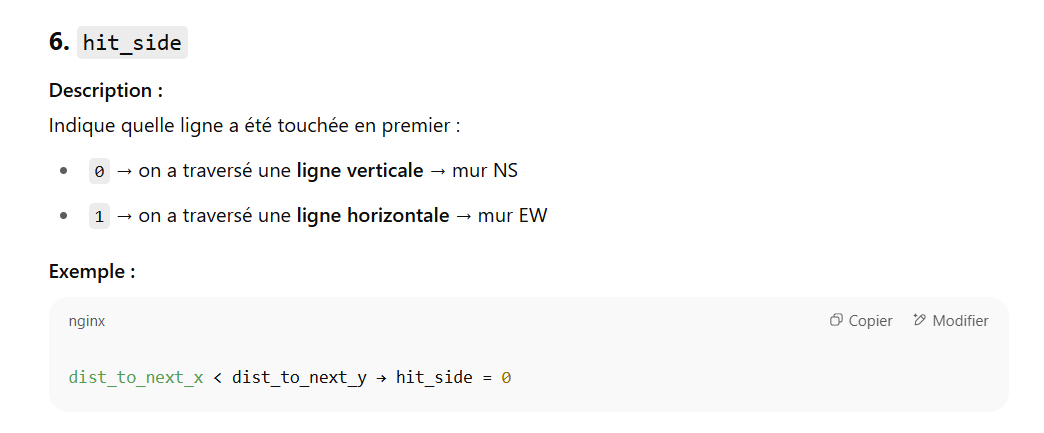 6. hit_side
Description :
Indique quelle ligne a été touchée en premier :
• 0 → on a traversé une ligne verticale → mur NS
• 1 → on a traversé une ligne horizontale → mur EW
Exemple :
nginx Copier Modifier
dist_to_next_x < dist_to_next_y → hit_side = 0